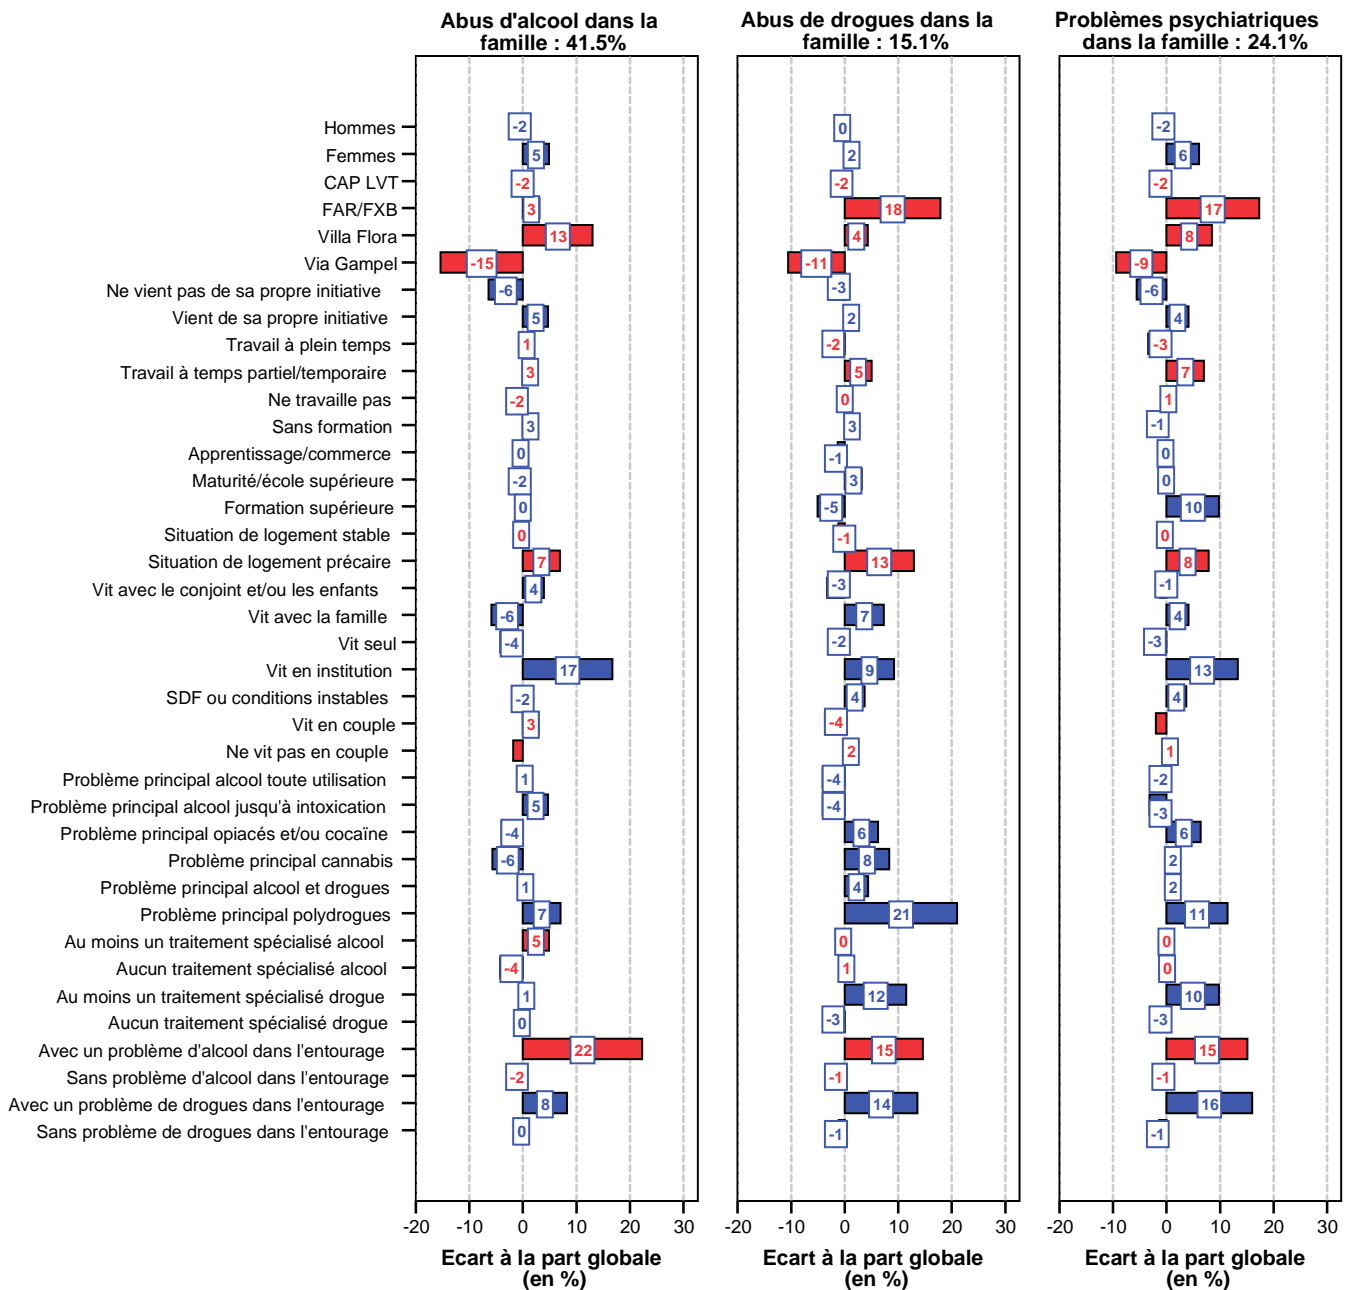 Abus d'alcool dans la
famille : 41.5%
Abus de drogues dans la
famille : 15.1%
Problèmes psychiatriques
dans la famille : 24.1%
Hommes -2 0 -2
Femmes 5 2 6
CAP LVT -2 -2 -2
FAR/FXB 3 18 17
Villa Flora 13 4 8
Via Gampel -15 -11 -9
Ne vient pas de sa propre initiative -6 -3 -6
Vient de sa propre initiative 5 2 4
Travail à plein temps 1 -2 -3
Travail à temps partiel/temporaire 3 5 7
Ne travaille pas -2 0 1
Sans formation 3 3 -1
Apprentissage/commerce 0 -1 0
Maturité/école supérieure -2 3 0
Formation supérieure 0 -5 10
Situation de logement stable 0 -1 0
Situation de logement précaire 7 13 8
Vit avec le conjoint et/ou les enfants 4 -3 -1
Vit avec la famille -6 7 4
Vit seul -4 -2 -3
Vit en institution 17 9 13
SDF ou conditions instables -2 4 4
Vit en couple 3 -4
Ne vit pas en couple 2 1
Problème principal alcool toute utilisation 1 -4 -2
Problème principal alcool jusqu'à intoxication 5 -4 -3
Problème principal opiacés et/ou cocaïne -4 6 6
Problème principal cannabis -6 8 2
Problème principal alcool et drogues 1 4 2
Problème principal polydrogues 7 21 11
Au moins un traitement spécialisé alcool 5 0 0
Aucun traitement spécialisé alcool -4 1 0
Au moins un traitement spécialisé drogue 1 12 10
Aucun traitement spécialisé drogue 0 -3 -3
Avec un problème d'alcool dans l'entourage 22 15 15
Sans problème d'alcool dans l'entourage -2 -1 -1
Avec un problème de drogues dans l'entourage 8 14 16
Sans problème de drogues dans l'entourage 0 -1 -1
-20 -10 0 10 20 30
-20 -10 0 10 20 30
-20 -10 0 10 20 30
Ecart à la part globale
(en %)
Ecart à la part globale
(en %)
Ecart à la part globale
(en %)